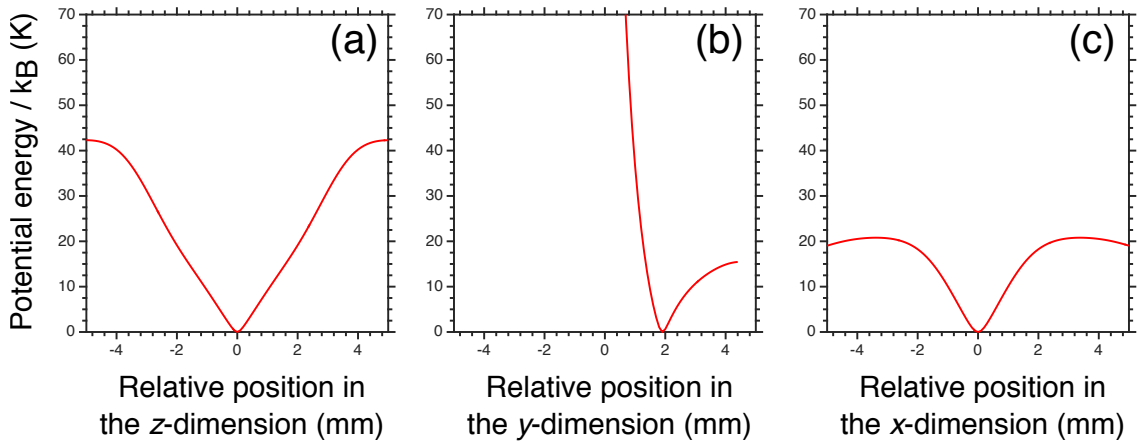 Potential energy / kB (K)
(a)
70
60
50
40
30
20
10
0
-4 -2 0 2 4
Relative position in
the z-dimension (mm)
(b)
70
60
50
40
30
20
10
0
-4 -2 0 2 4
Relative position in
the y-dimension (mm)
(c)
70
60
50
40
30
20
10
0
-4 -2 0 2 4
Relative position in
the x-dimension (mm)